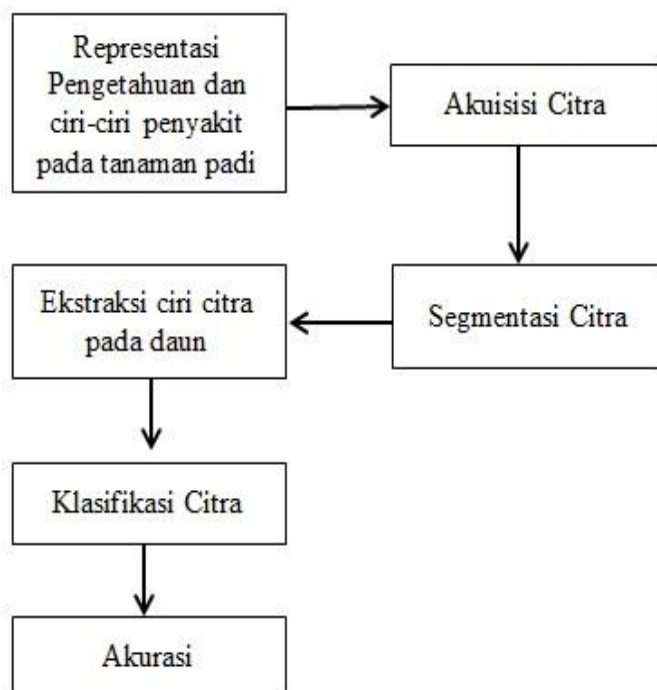 Representasi
Pengetahuan dan
ciri-ciri penyakit
pada tanaman padi
Akuisisi Citra
Segmentasi Citra
Ekstraksi ciri citra
pada daun
Klasifikasi Citra
Akurasi